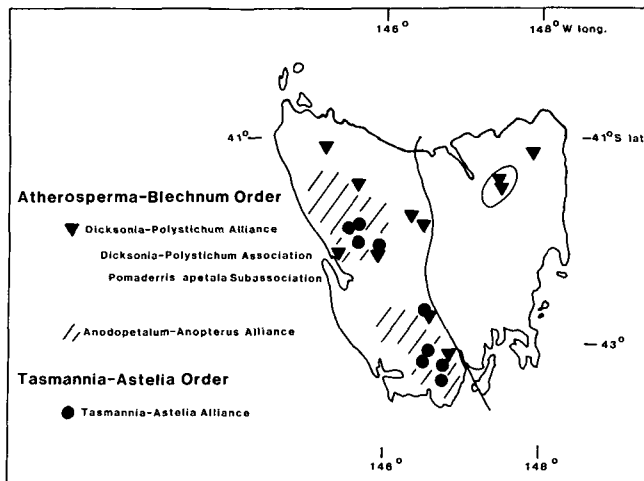 146° 148° W long.
41° 41° S lat
Atherosperma-Blechnum Order
Dicksonia-Polystichum Alliance
Dicksonia-Polystichum Association
Pomaderris apetala Subassociation
Anodopetalum-Anopterus Alliance
43°
Tasmannia-Astelia Order
Tasmannia-Astelia Alliance
146° 148°